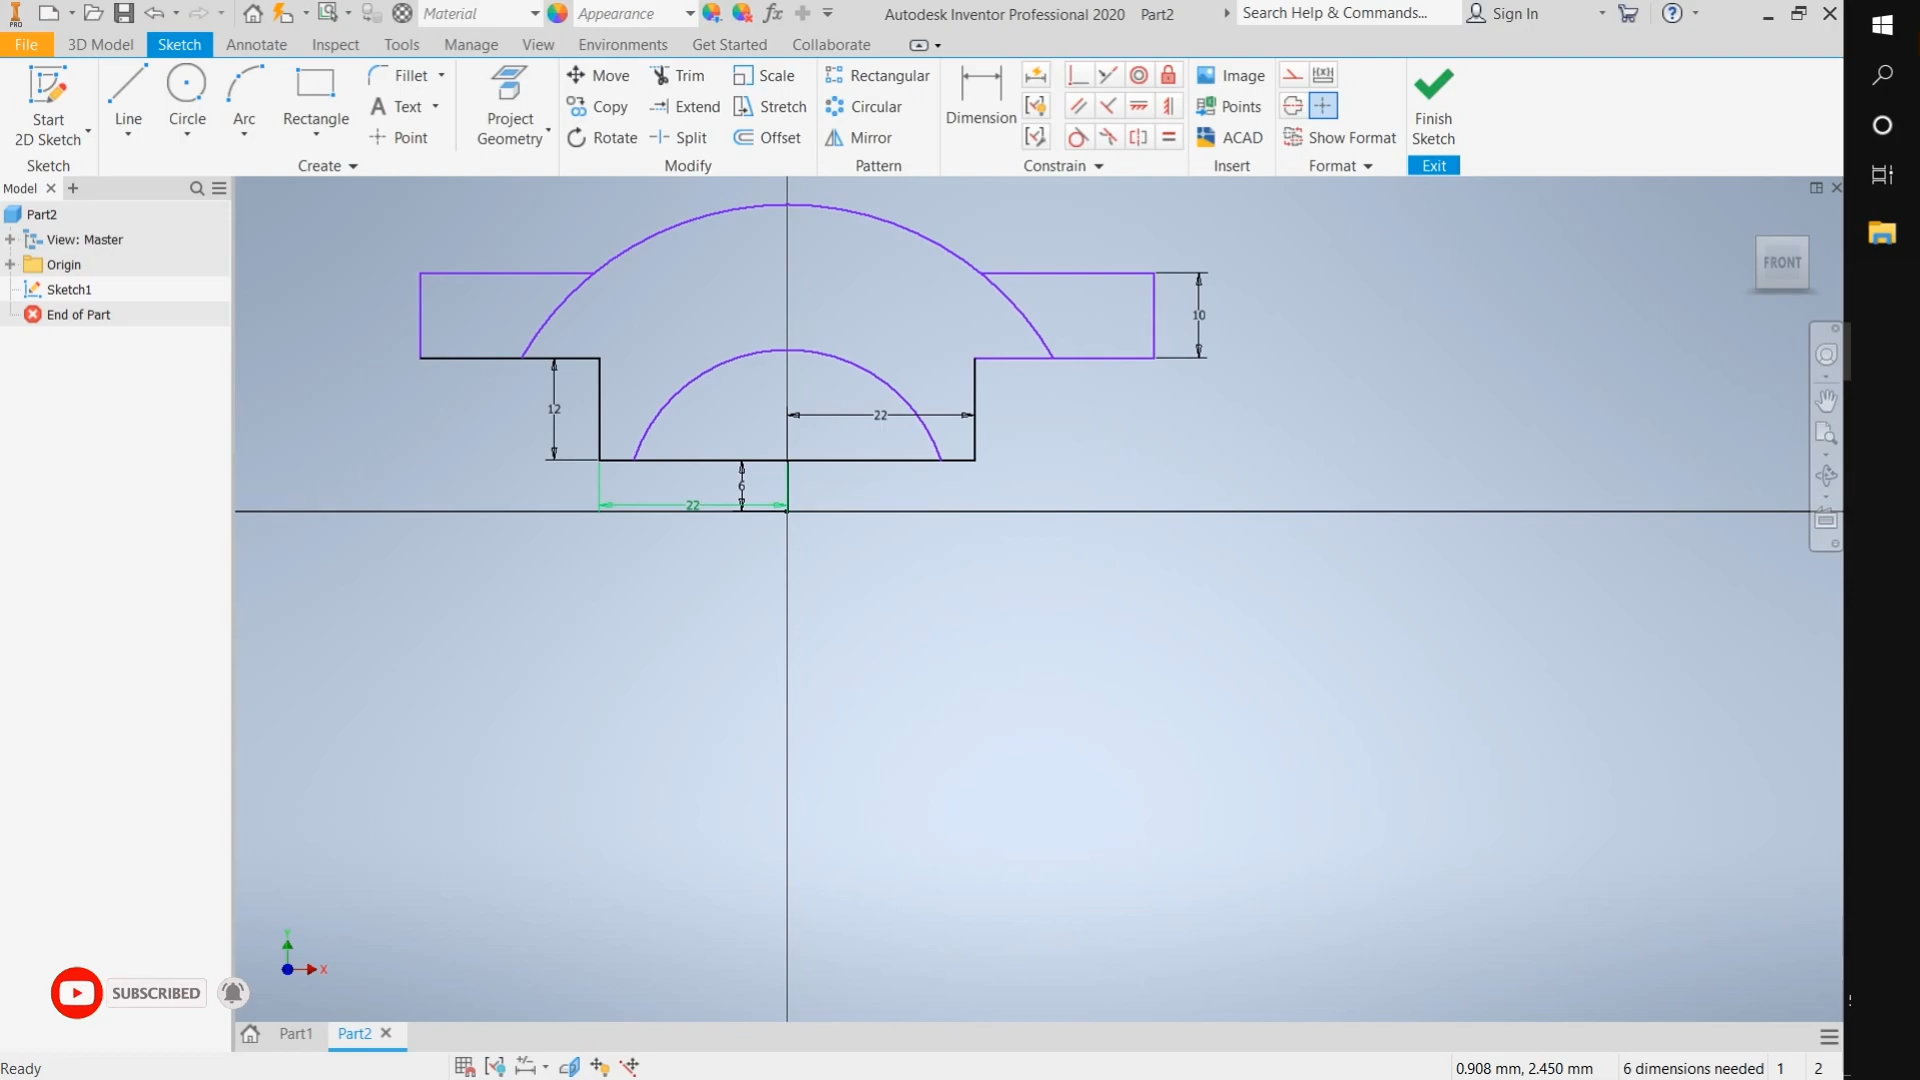 PRO
Material
Appearance
fx
Autodesk Inventor Professional 2020 Part2
Search Help & Commands...
Sign In
File
3D Model
Sketch
Annotate
Inspect
Tools
Manage
View
Environments
Get Started
Collaborate
Start
2D Sketch
Line
Circle
Arc
Rectangle
Fillet
Text
Point
Project
Geometry
Move
Copy
Rotate
Trim
Extend
Split
Scale
Stretch
Offset
Rectangular
Circular
Mirror
Dimension
Image
Points
ACAD
Show Format
Finish
Sketch
Sketch
Create
Modify
Pattern
Constrain
Insert
Format
Exit
Model
Part2
View: Master
Origin
Sketch1
End of Part
FRONT
10
12
22
6
22
Y
X
SUBSCRIBED
Part1
Part2
Ready
0.908 mm, 2.450 mm
6 dimensions needed
1
2